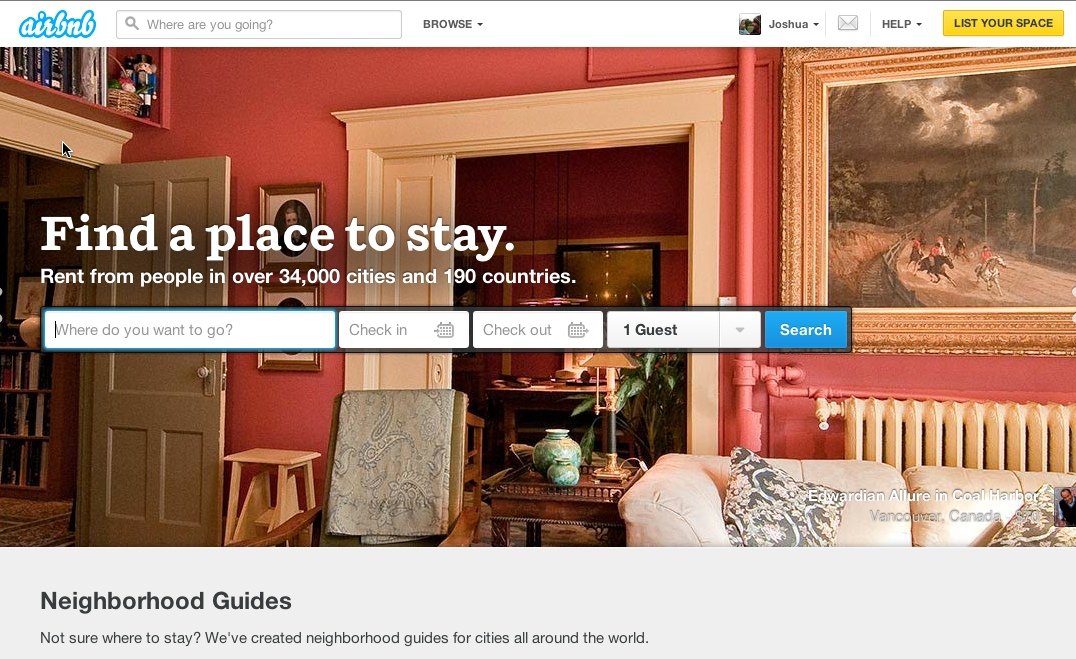 airbnb
Where are you going?
BROWSE
Joshua
HELP
LIST YOUR SPACE
Find a place to stay.
Rent from people in over 34,000 cities and 190 countries.
Where do you want to go?
Check in
Check out
1 Guest
Search
Edwardian Allure in Coal Harbor
Vancouver, Canada
Neighborhood Guides
Not sure where to stay? We've created neighborhood guides for cities all around the world.